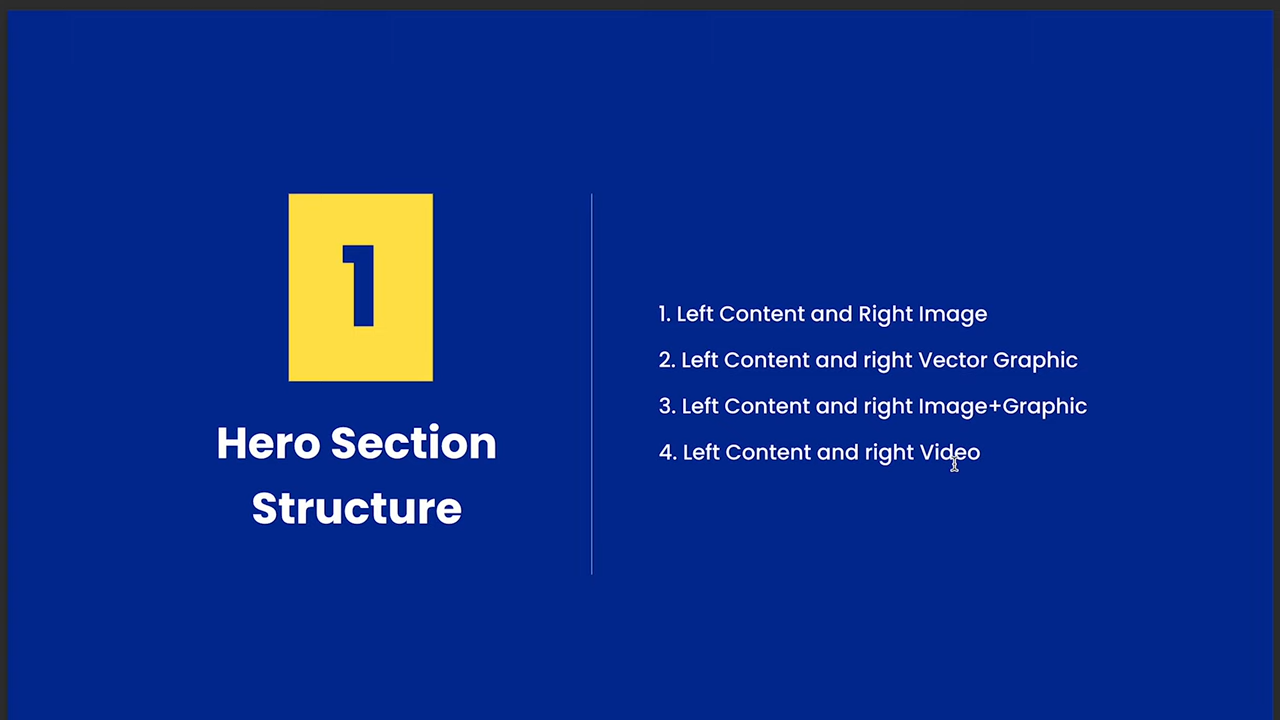 1
Hero Section
Structure
1. Left Content and Right Image
2. Left Content and right Vector Graphic
3. Left Content and right Image+Graphic
4. Left Content and right Video